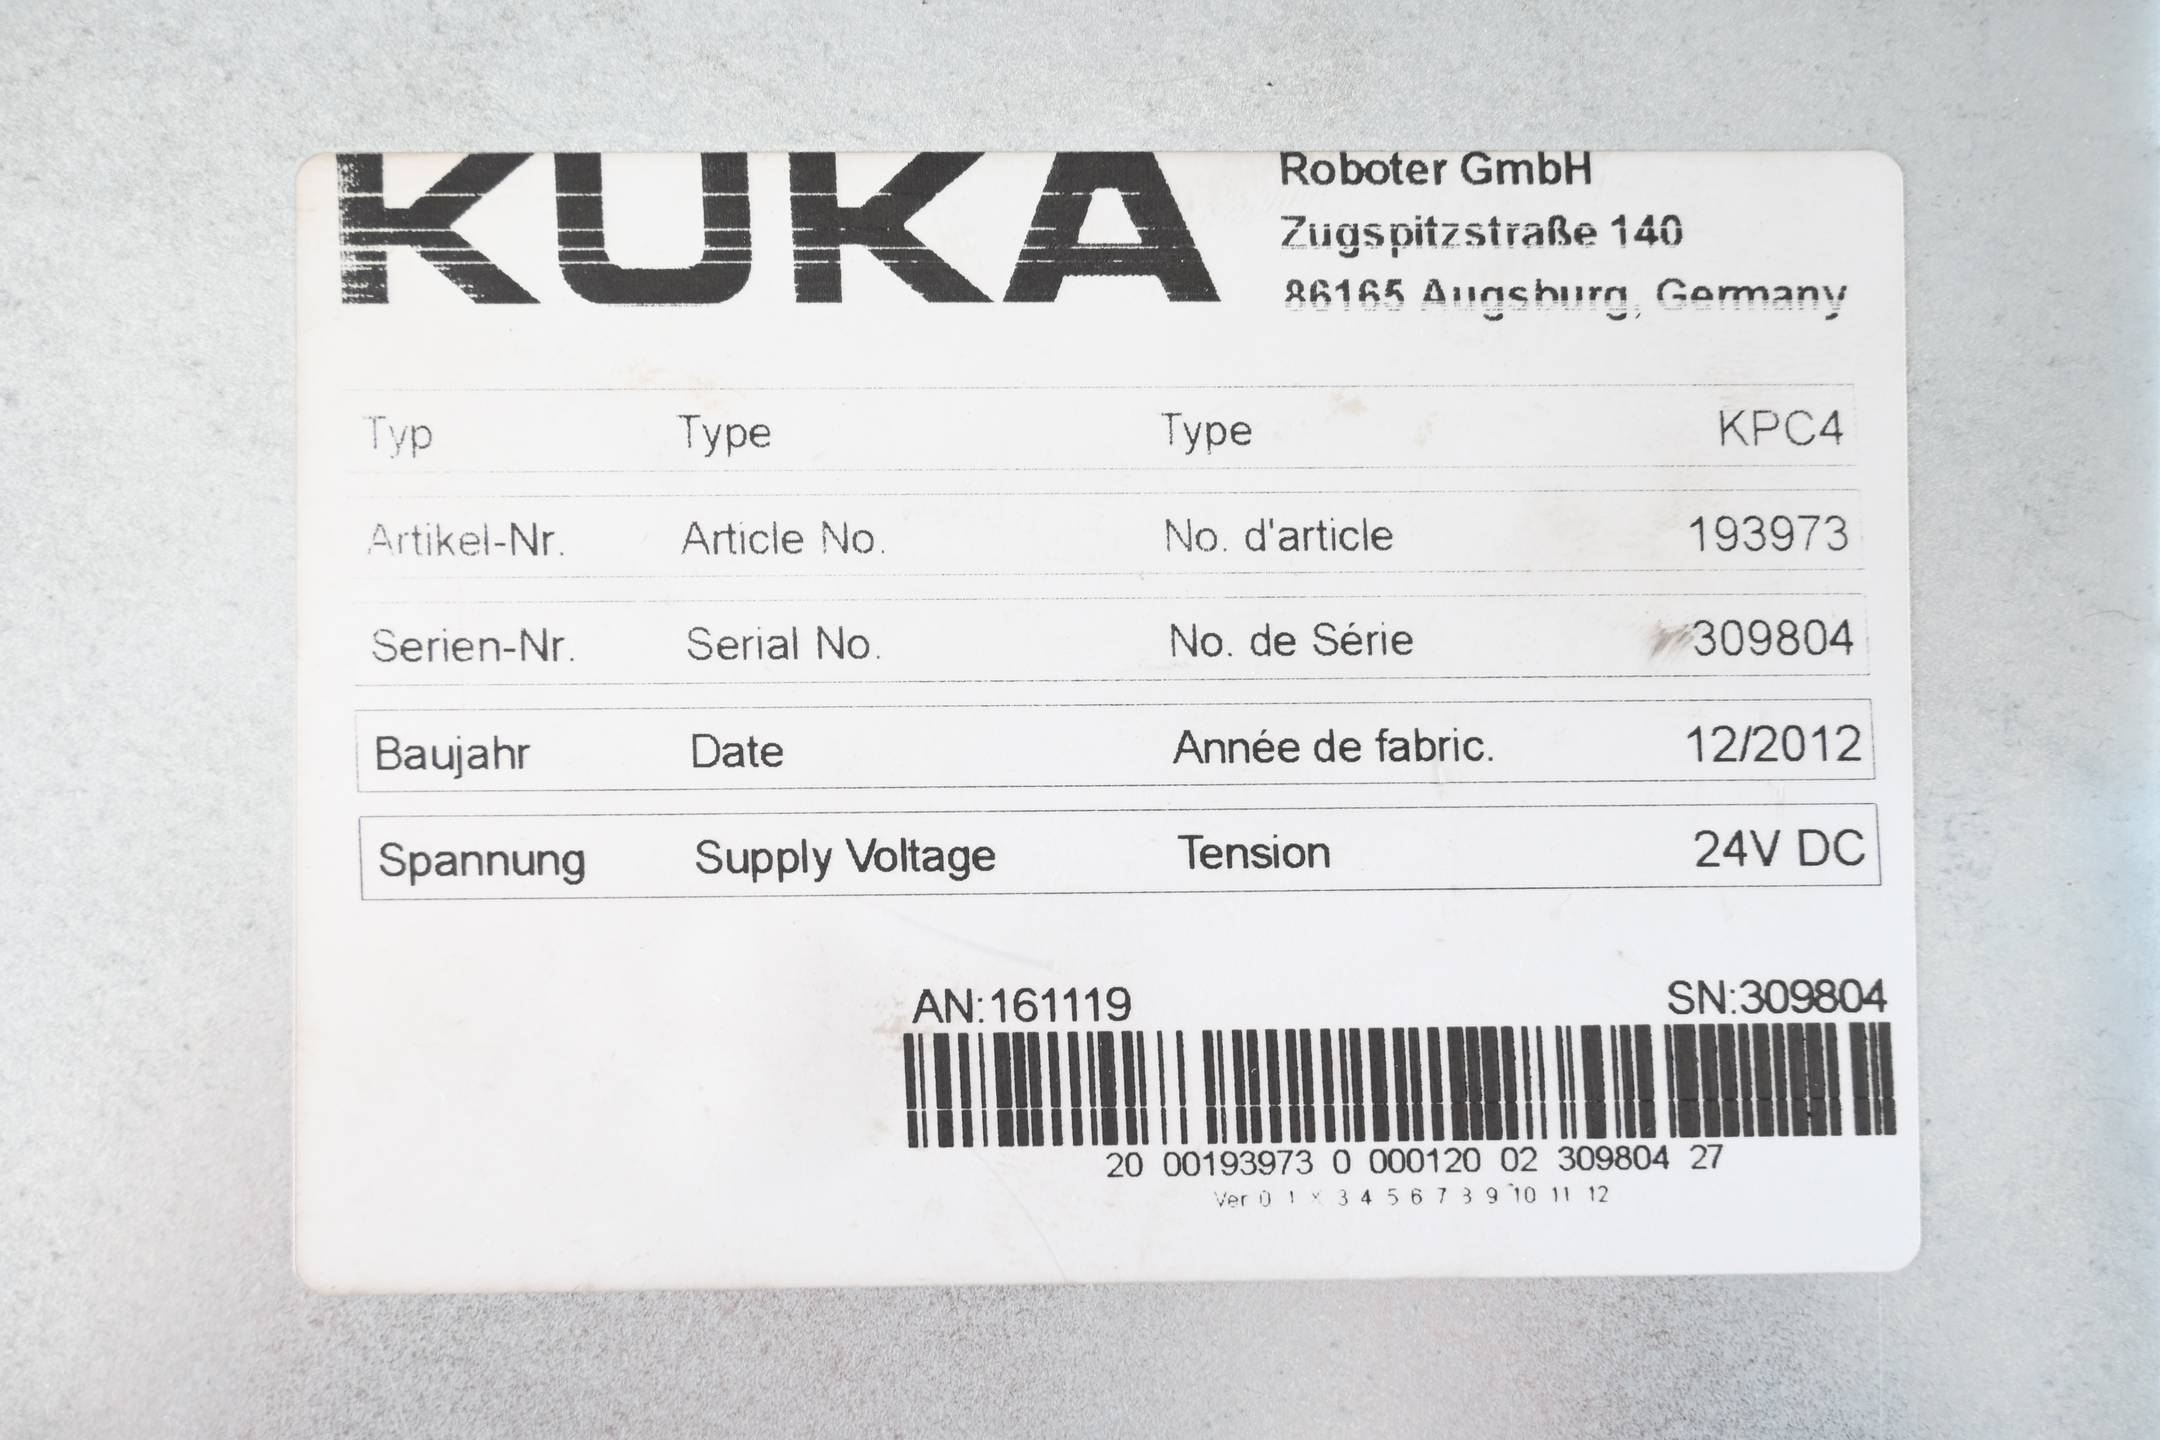 KUKA
Roboter GmbH
Zugspitzstraße 140
86165 Augsburg, Germany
Typ Type Type KPC4
Artikel-Nr. Article No. No. d'article 193973
Serien-Nr. Serial No. No. de Série 309804
Baujahr Date Année de fabric. 12/2012
Spannung Supply Voltage Tension 24V DC
AN:161119 SN:309804
20 00193973 0 000120 02 309804 27
Ver 0 1 × 3 4 5 6 7 8 9 10 11 12